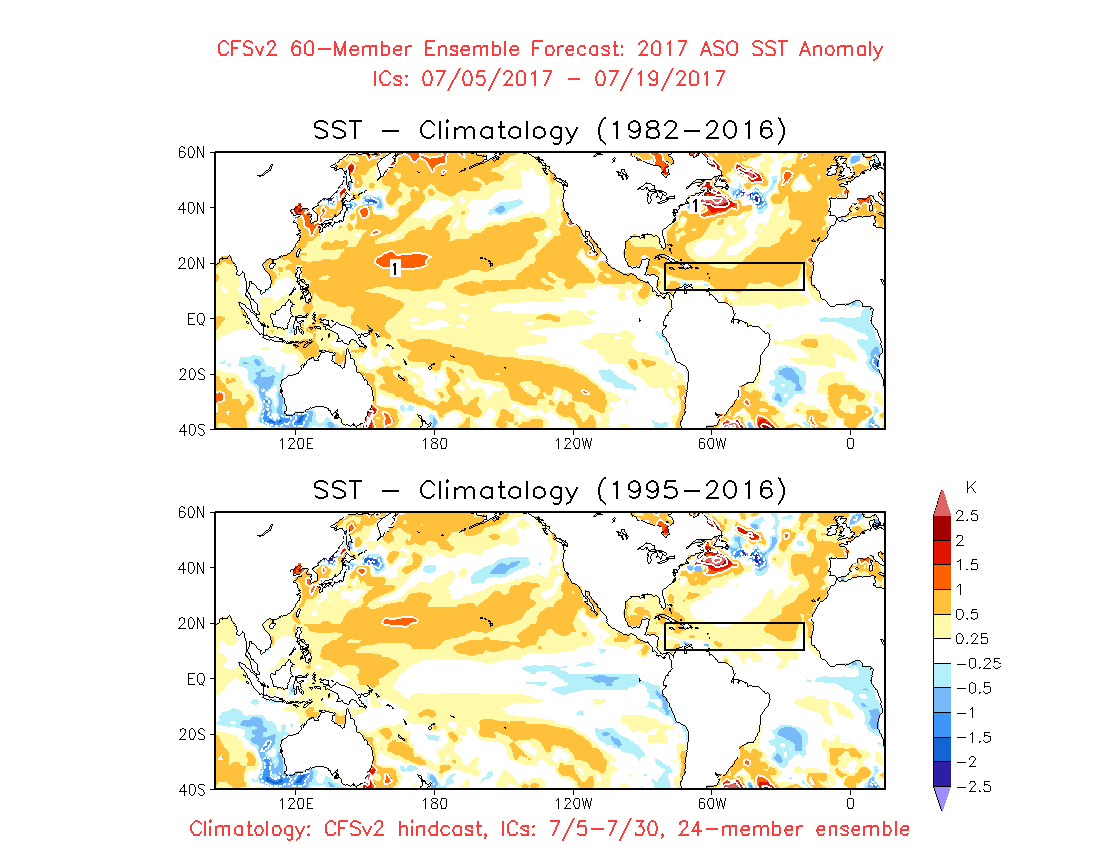 CFSv2 60-Member Ensemble Forecast: 2017 ASO SST Anomaly
ICs: 07/05/2017 - 07/19/2017
SST - Climatology (1982-2016)
60N
40N
20N
EQ
20S
40S
1
1
120E 180 120W 60W 0
SST - Climatology (1995-2016)
60N
40N
20N
EQ
20S
40S
120E 180 120W 60W 0
K
2.5
2
1.5
1
0.5
0.25
-0.25
-0.5
-1
-1.5
-2
-2.5
Climatology: CFSv2 hindcast, ICs: 7/5-7/30, 24-member ensemble